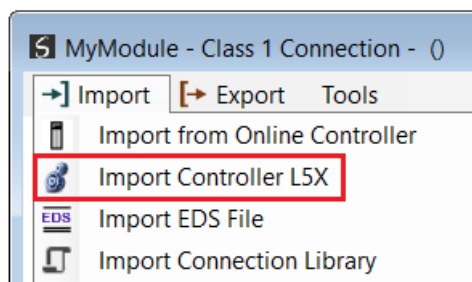 S MyModule - Class 1 Connection - ()
Import Export Tools
Import from Online Controller
Import Controller L5X
EDS Import EDS File
Import Connection Library